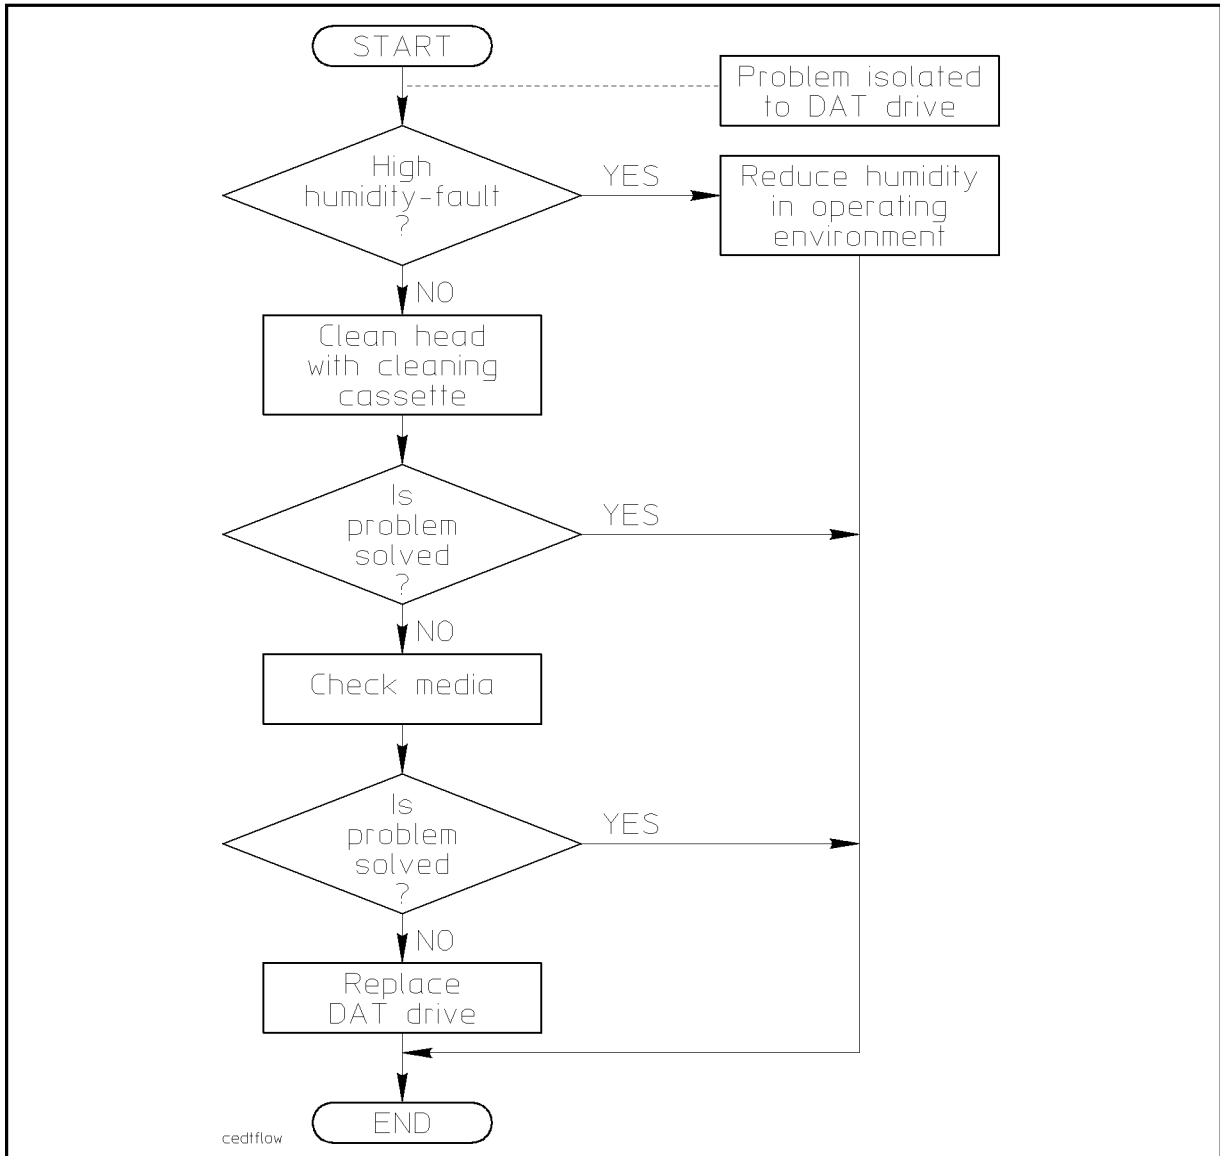 START
Problem isolated
to DAT drive
High
humidity-fault
?
YES
Reduce humidity
in operating
environment
NO
Clean head
with cleaning
cassette
Is
problem
solved
?
YES
NO
Check media
Is
problem
solved
?
YES
NO
Replace
DAT drive
END
cedtflow